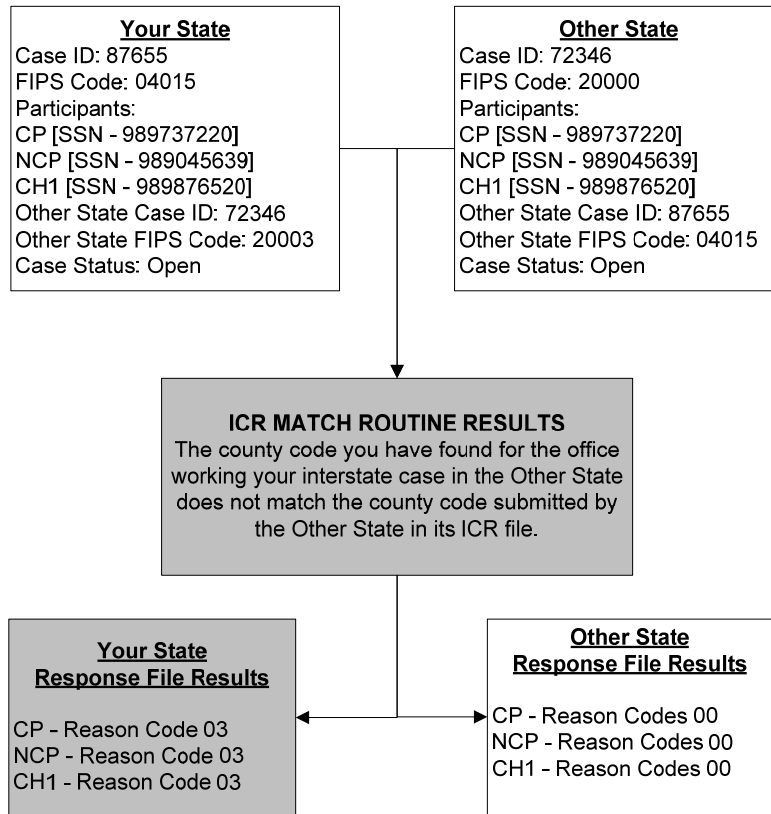 Your State
Case ID: 87655
FIPS Code: 04015
Participants:
CP [SSN - 989737220]
NCP [SSN - 989045639]
CH1 [SSN - 989876520]
Other State Case ID: 72346
Other State FIPS Code: 20003
Case Status: Open
Other State
Case ID: 72346
FIPS Code: 20000
Participants:
CP [SSN - 989737220]
NCP [SSN - 989045639]
CH1 [SSN - 989876520]
Other State Case ID: 87655
Other State FIPS Code: 04015
Case Status: Open
ICR MATCH ROUTINE RESULTS
The county code you have found for the office
working your interstate case in the Other State
does not match the county code submitted by
the Other State in its ICR file.
Your State
Response File Results
CP - Reason Code 03
NCP - Reason Code 03
CH1 - Reason Code 03
Other State
Response File Results
CP - Reason Codes 00
NCP - Reason Codes 00
CH1 - Reason Codes 00